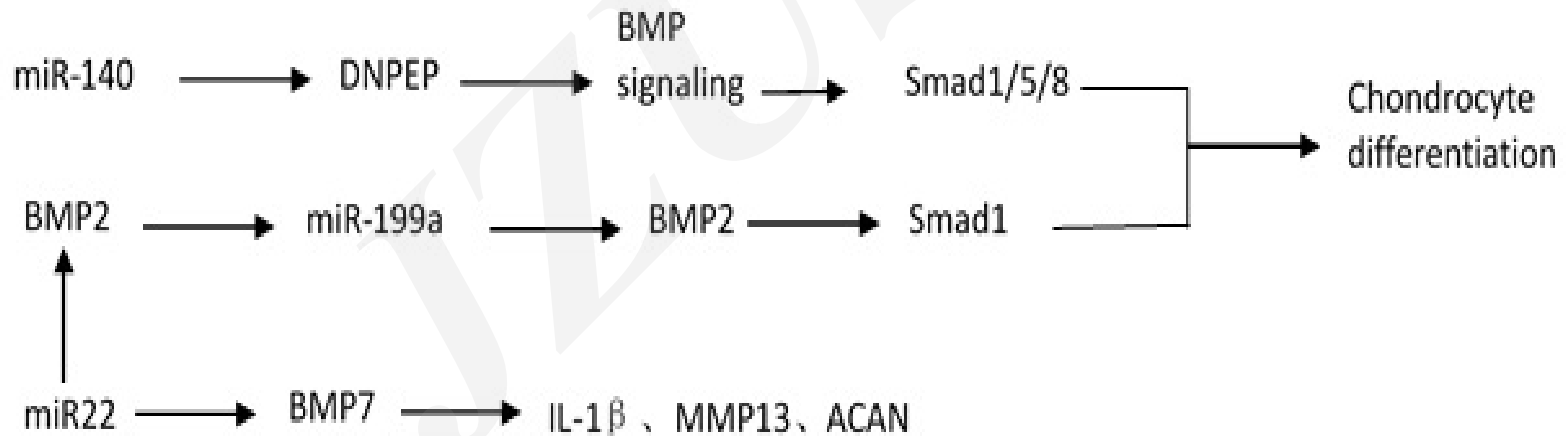 miR-140 DNPEP BMP signaling Smad1/5/8
Chondrocyte
differentiation
BMP2 miR-199a BMP2 Smad1
miR22 BMP7 IL-1β、MMP13、ACAN